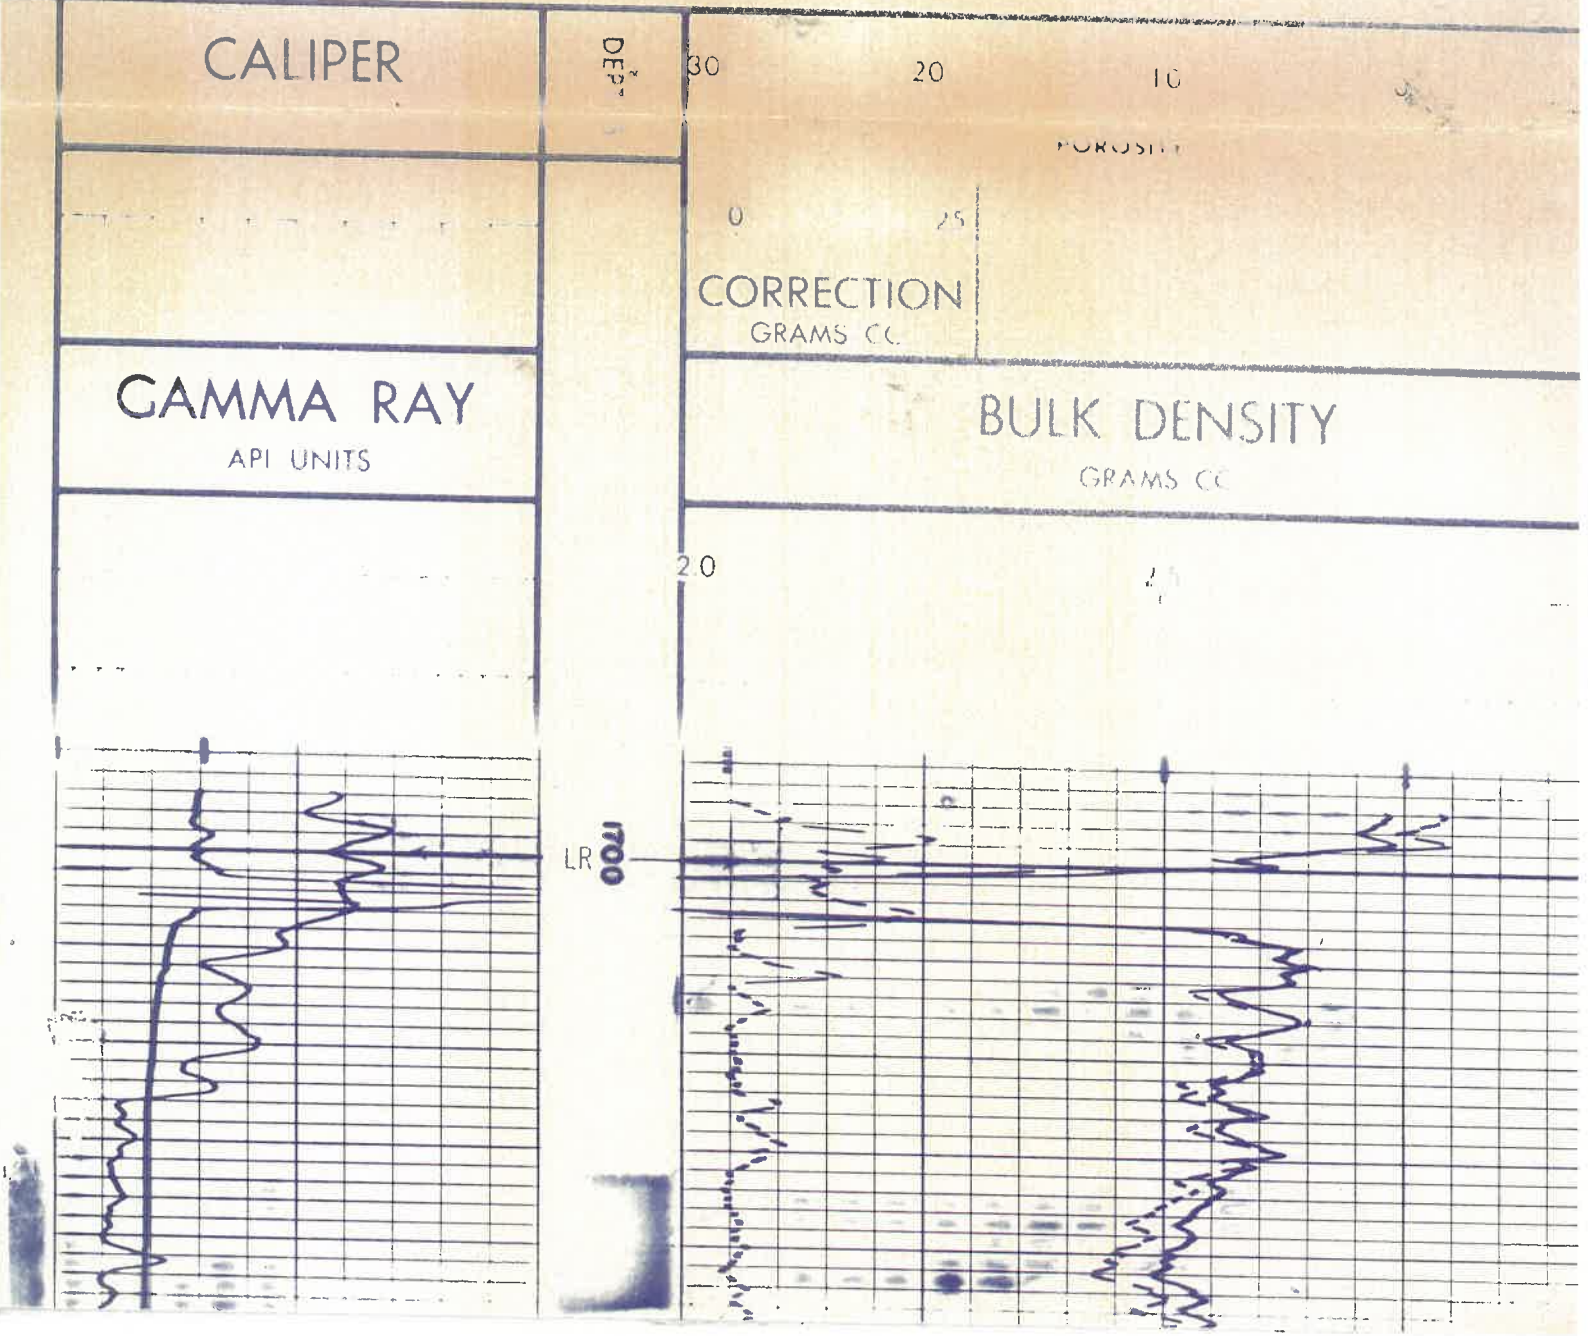 CALIPER
30 20 10
0 25
CORRECTION
GRAMS CC
GAMMA RAY
API UNITS
BULK DENSITY
GRAMS CC
2.0
LR 1700